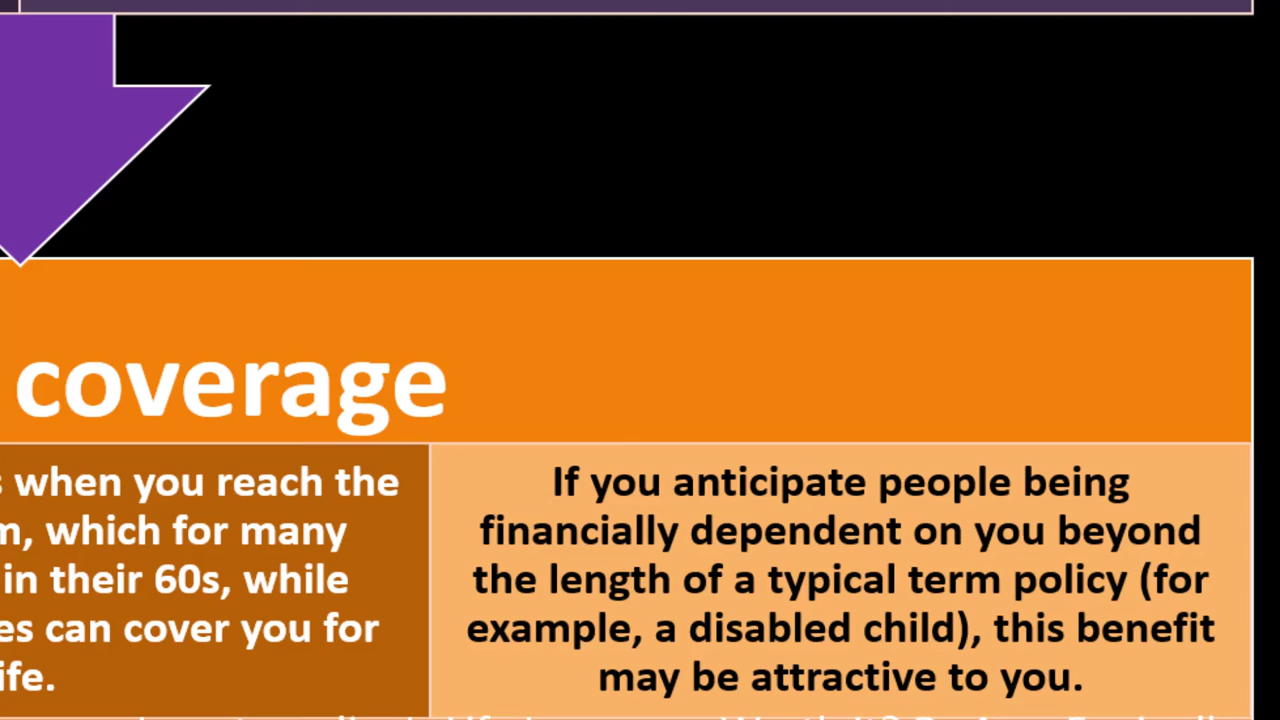 coverage
when you reach the
which for many
in their 60s, while
can cover you for
If you anticipate people being
financially dependent on you beyond
the length of a typical term policy (for
example, a disabled child), this benefit
may be attractive to you.